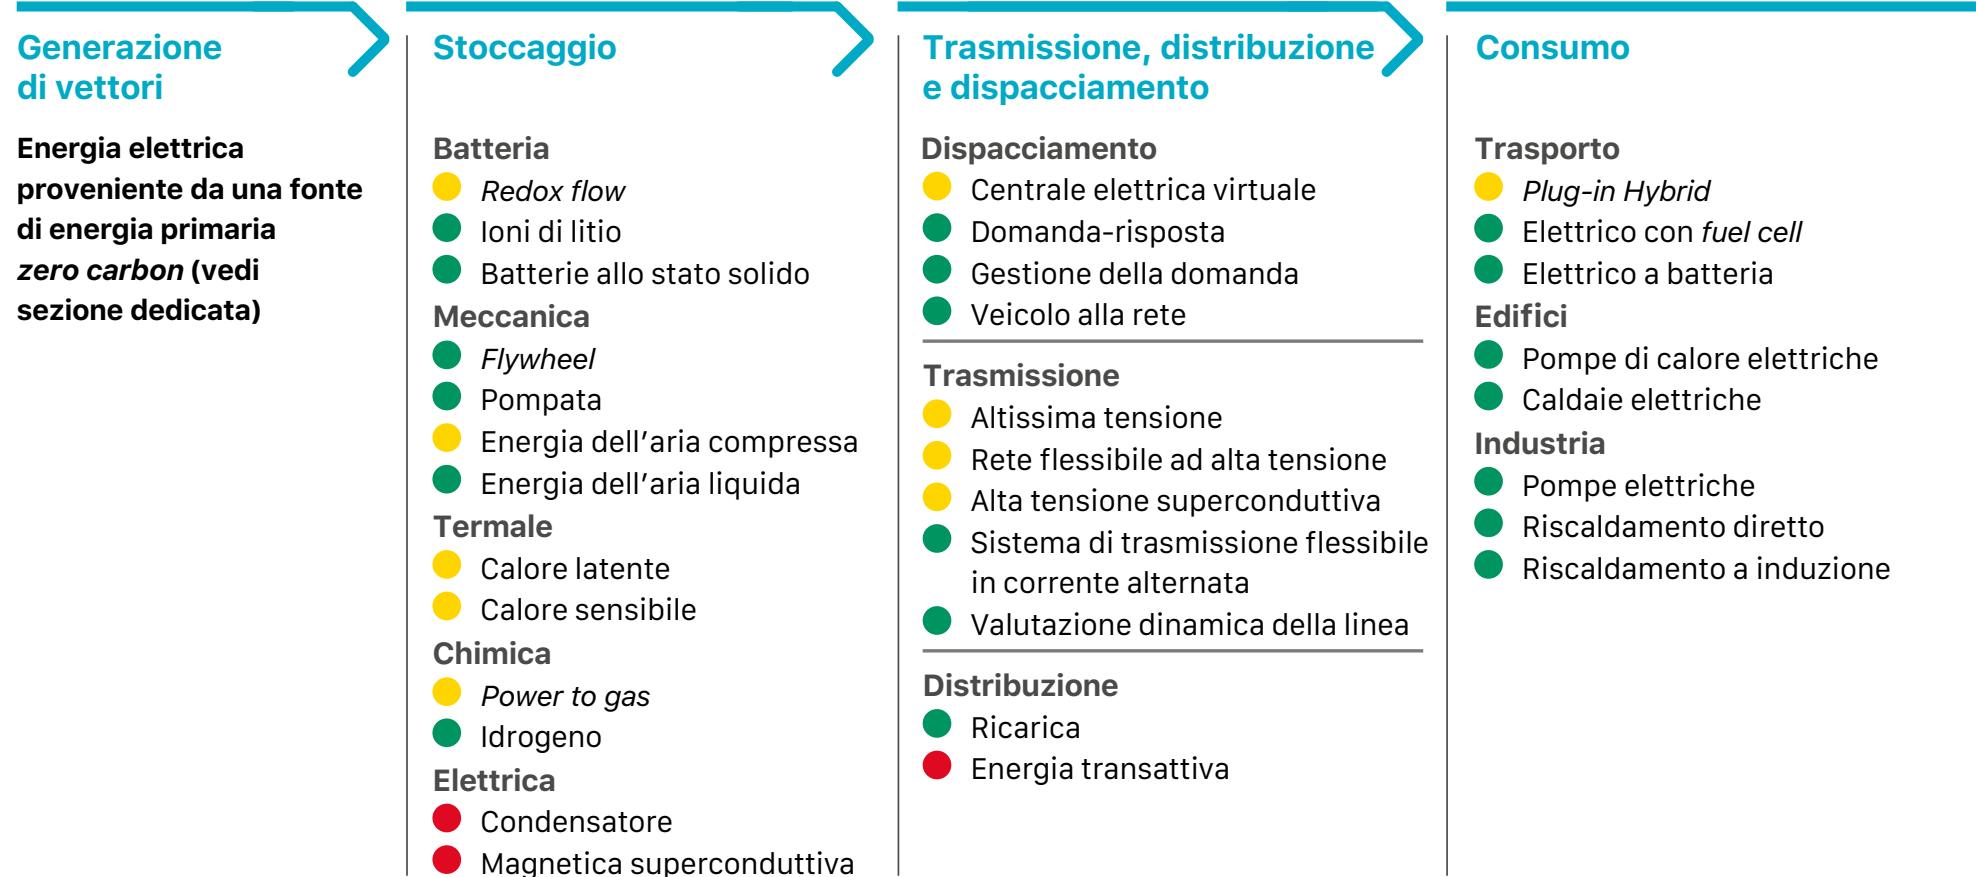 Generazione
di vettori
Energia elettrica
proveniente da una fonte
di energia primaria
zero carbon (vedi
sezione dedicata)
Stoccaggio
Batteria
Redox flow
Ioni di litio
Batterie allo stato solido
Meccanica
Flywheel
Pompata
Energia dell’aria compressa
Energia dell’aria liquida
Termale
Calore latente
Calore sensibile
Chimica
Power to gas
Idrogeno
Elettrica
Condensatore
Magnetica superconduttiva
Trasmissione, distribuzione
e dispacciamento
Dispacciamento
Centrale elettrica virtuale
Domanda-risposta
Gestione della domanda
Veicolo alla rete
Trasmissione
Altissima tensione
Rete flessibile ad alta tensione
Alta tensione superconduttiva
Sistema di trasmissione flessibile
in corrente alternata
Valutazione dinamica della linea
Distribuzione
Ricarica
Energia transattiva
Consumo
Trasporto
Plug-in Hybrid
Elettrico con fuel cell
Elettrico a batteria
Edifici
Pompe di calore elettriche
Caldaie elettriche
Industria
Pompe elettriche
Riscaldamento diretto
Riscaldamento a induzione